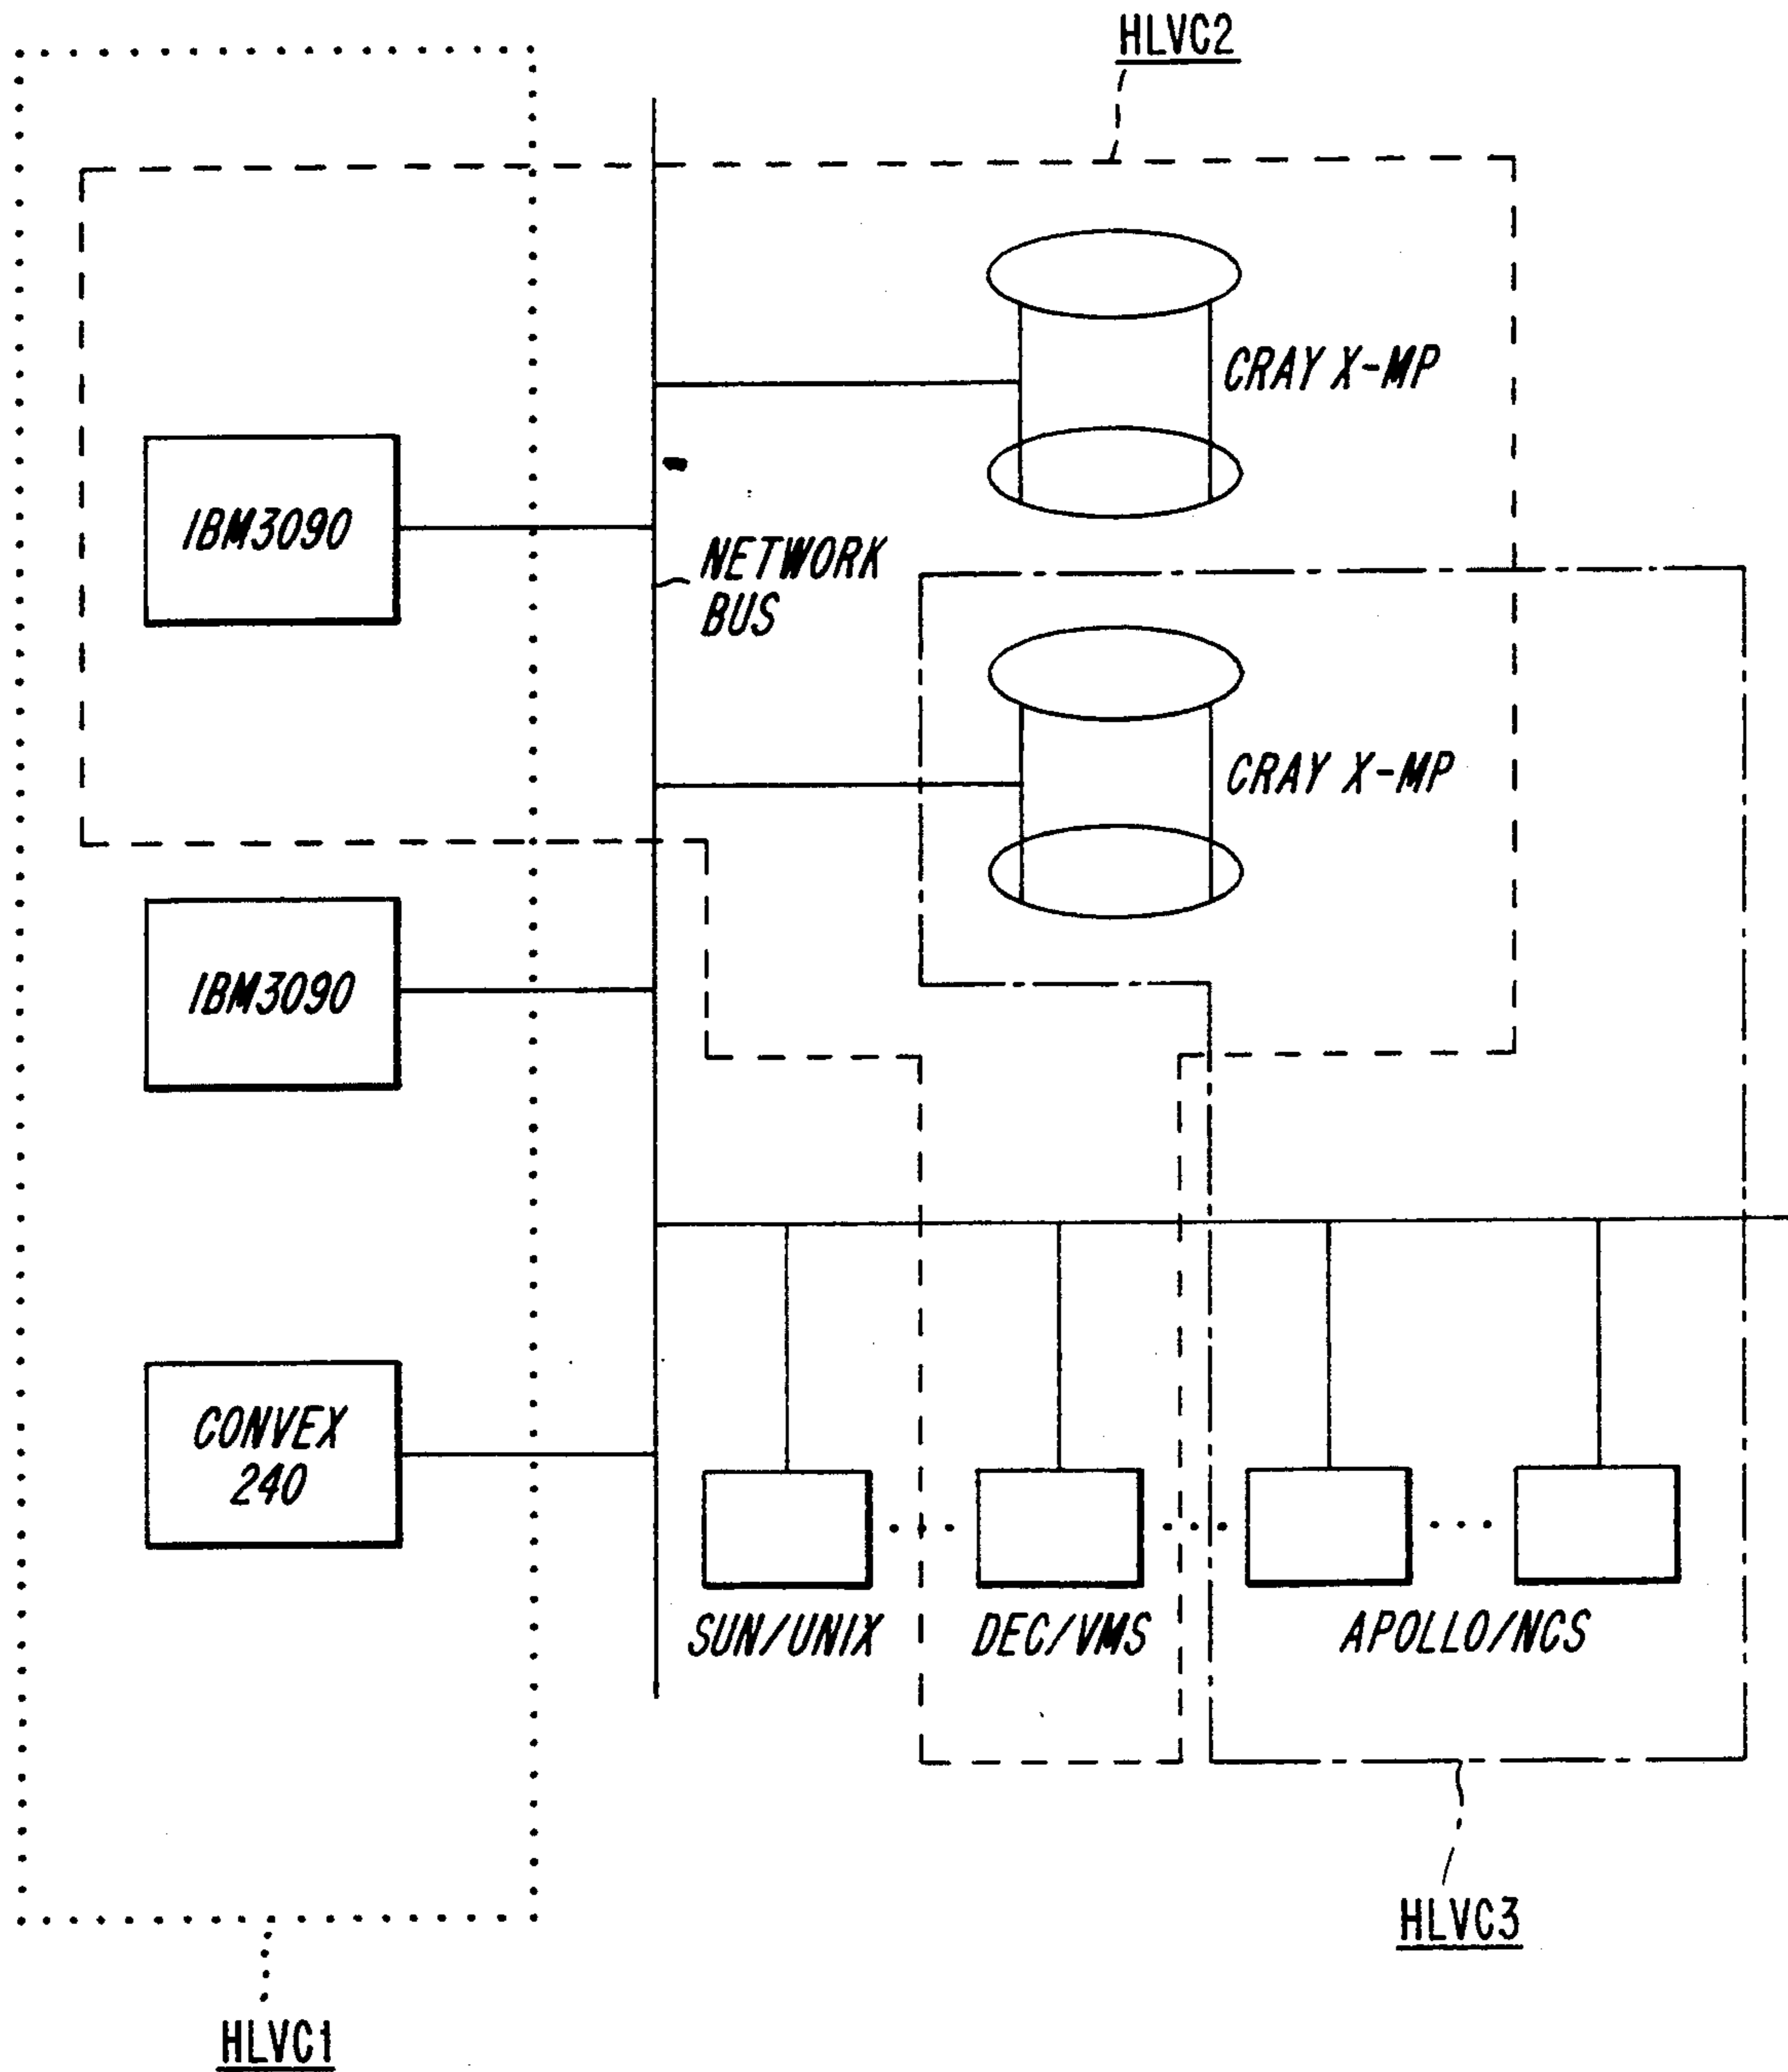 HLVC2
CRAY X-MP
IBM3090
NETWORK
BUS
CRAY X-MP
IBM3090
CONVEX
240
SUN/UNIX
DEC/VMS
APOLLO/NCS
HLVC3
HLVC1